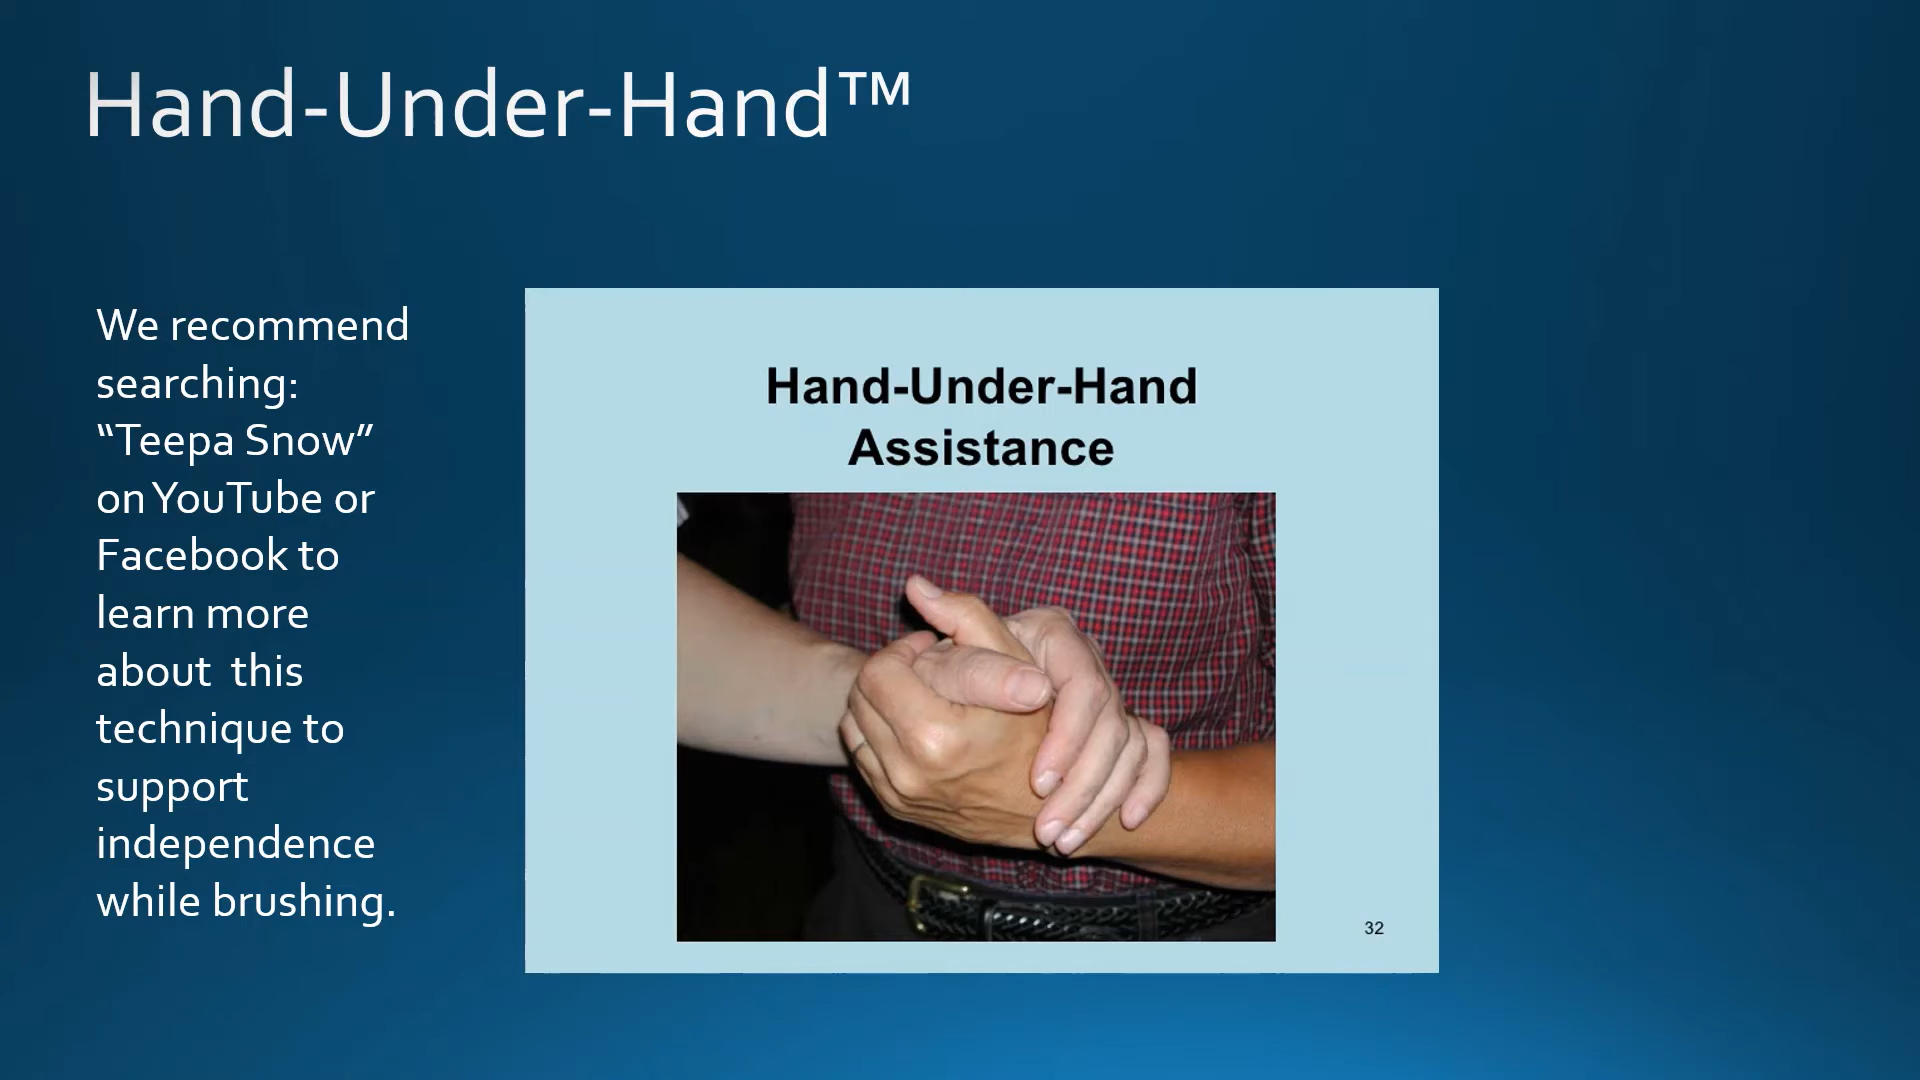 Hand-Under-Hand™
We recommend
searching:
“Teepa Snow”
on YouTube or
Facebook to
learn more
about  this
technique to
support
independence
while brushing.
Hand-Under-Hand
Assistance
32